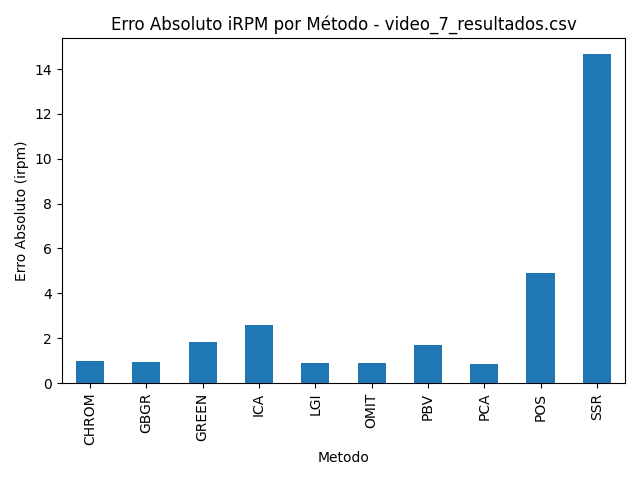 Erro Absoluto iRPM por Método - video_7_resultados.csv
Erro Absoluto (irpm)
14
12
10
8
6
4
2
0
CHROM
GBGR
GREEN
ICA
LGI
OMIT
PBV
PCA
POS
SSR
Metodo